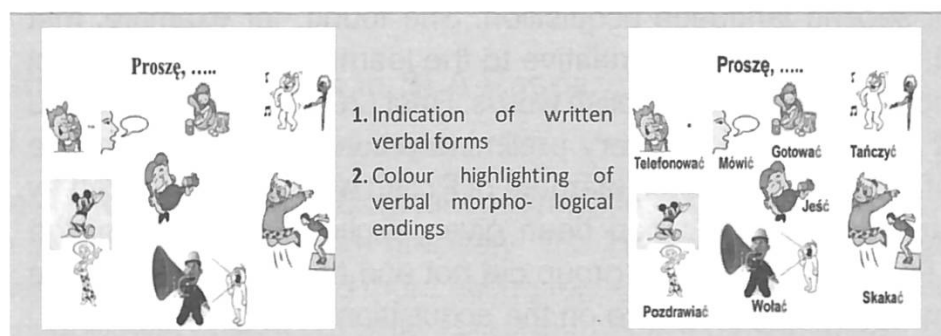 Proszę, .....
1. Indication of written
verbal forms
2. Colour highlighting of
verbal morpho- logical
endings
Proszę, .....
Telefonować Mówić Gotować Tańczyć
Jeść
Pozdrawiać Wołać Skakać